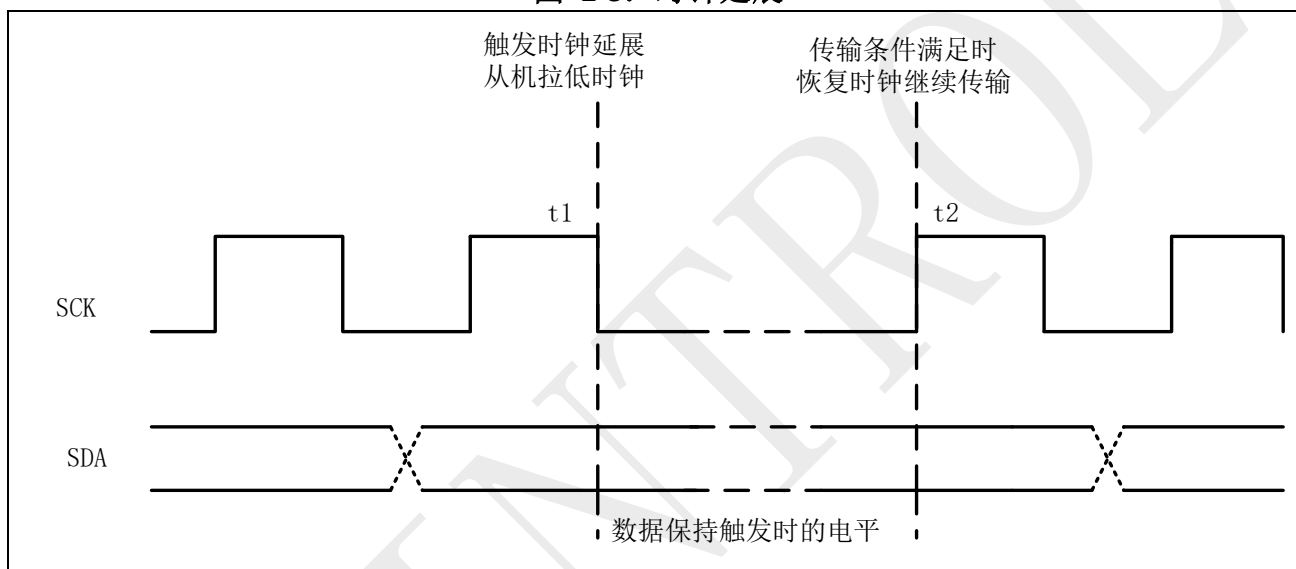 触发时钟延展
从机拉低时钟
传输条件满足时
恢复时钟继续传输
t1
t2
SCK
SDA
数据保持触发时的电平
NTROL